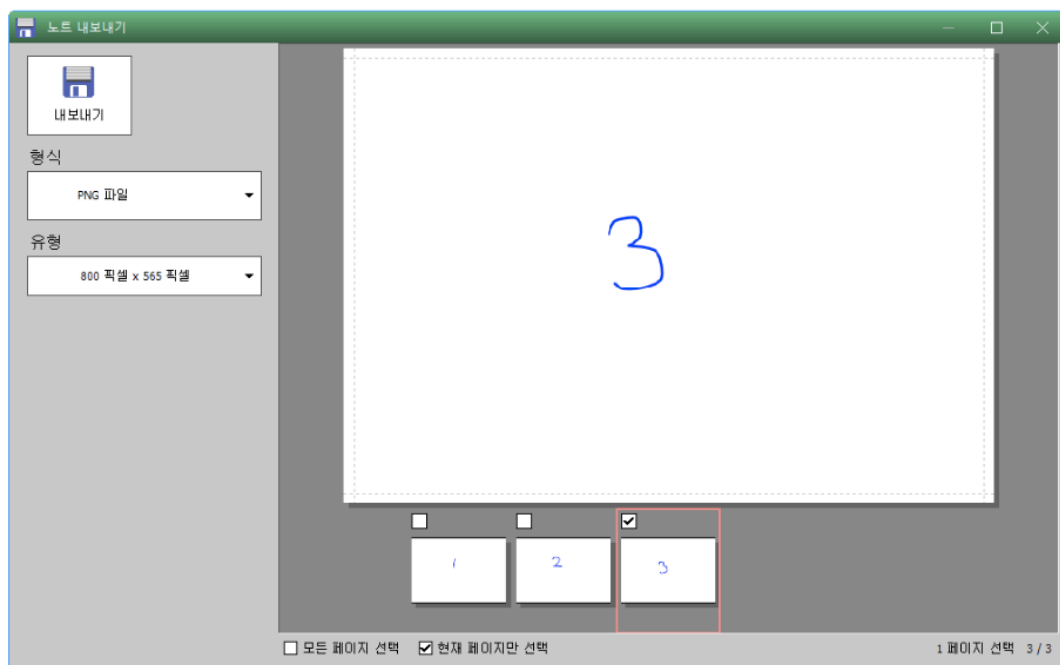 노트 내보내기
내보내기
형식
PNG 파일
유형
800 픽셀 x 565 픽셀
3
1
2
3
모든 페이지 선택
현재 페이지만 선택
1 페이지 선택 3 / 3